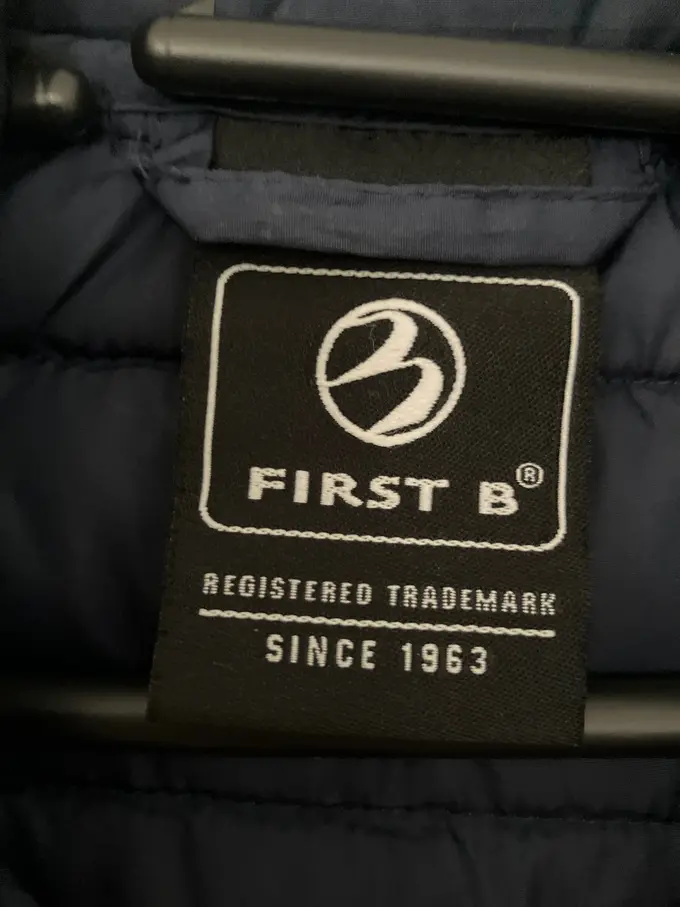 FIRST B®
REGISTERED TRADEMARK
SINCE 1963